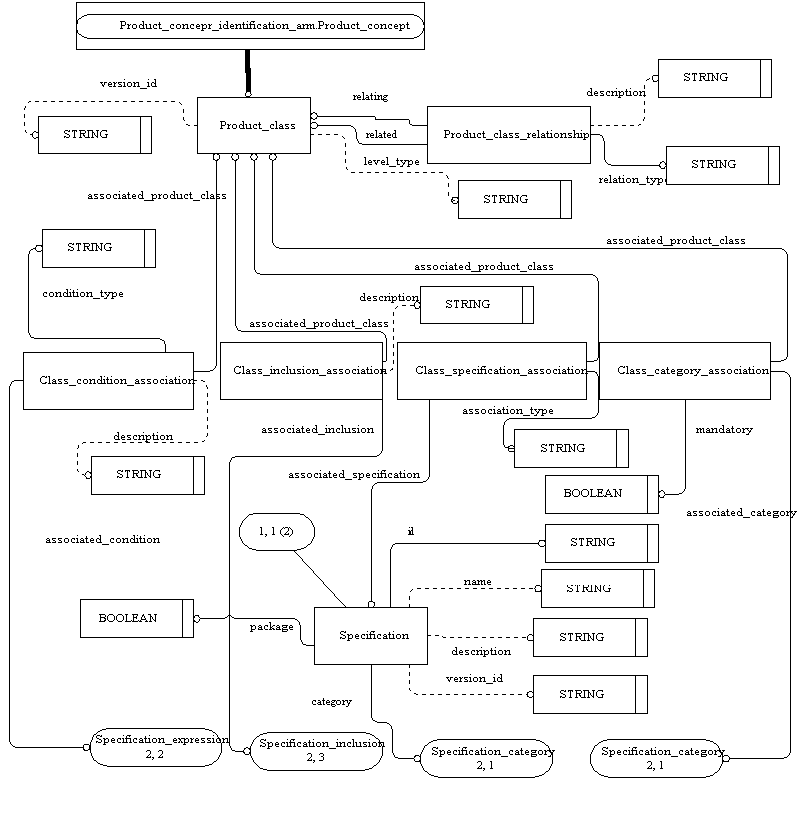 Product_concepr_identification_arm.Product_concept
version_id
relating
description
STRING
STRING
Product_class
related
Product_class_relationship
level_type
STRING
relation_type
associated_product_class
STRING
associated_product_class
STRING
associated_product_class
condition_type
description
STRING
associated_product_class
Class_condition_association
Class_inclusion_association
Class_specification_association
Class_category_association
association_type
description
associated_inclusion
mandatory
STRING
STRING
associated_specification
BOOLEAN
associated_category
1, 1 (2)
id
associated_condition
STRING
name
STRING
BOOLEAN
package
Specification
STRING
description
version_id
STRING
category
Specification_expression
2, 2
Specification_inclusion
2, 3
Specification_category
2, 1
Specification_category
2, 1